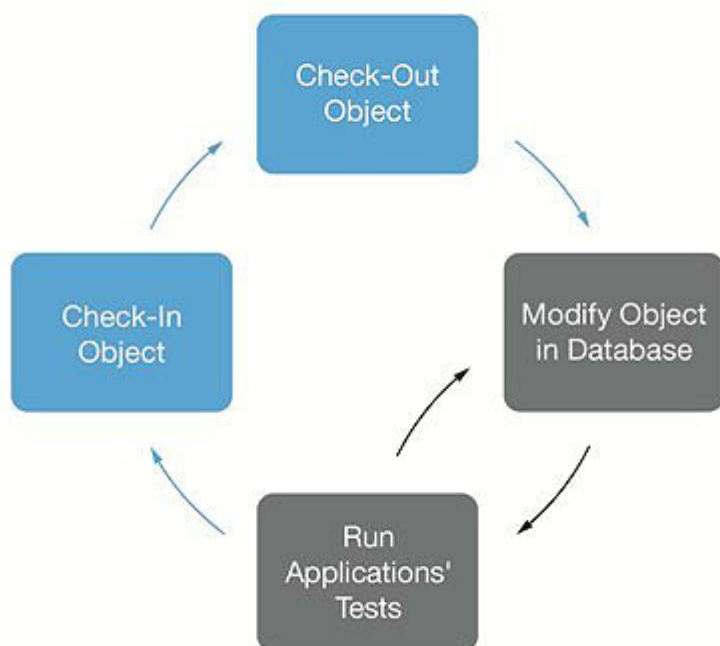 Check-Out
Object
Check-In
Object
Modify Object
in Database
Run
Applications'
Tests